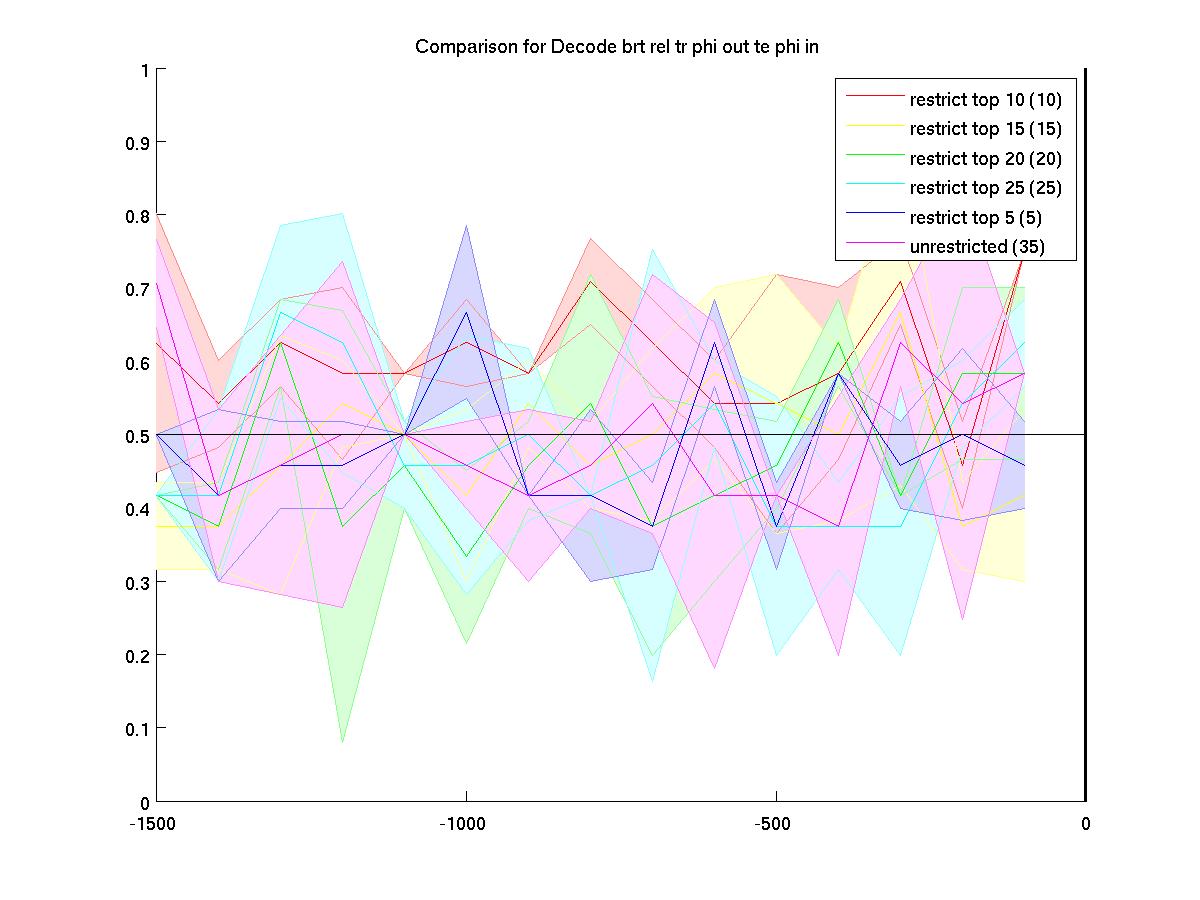 Comparison for Decode brt rel tr phi out te phi in
1
0.9
0.8
0.7
0.6
0.5
0.4
0.3
0.2
0.1
0
-1500
-1000
-500
0
restrict top 10 (10)
restrict top 15 (15)
restrict top 20 (20)
restrict top 25 (25)
restrict top 5 (5)
unrestricted (35)